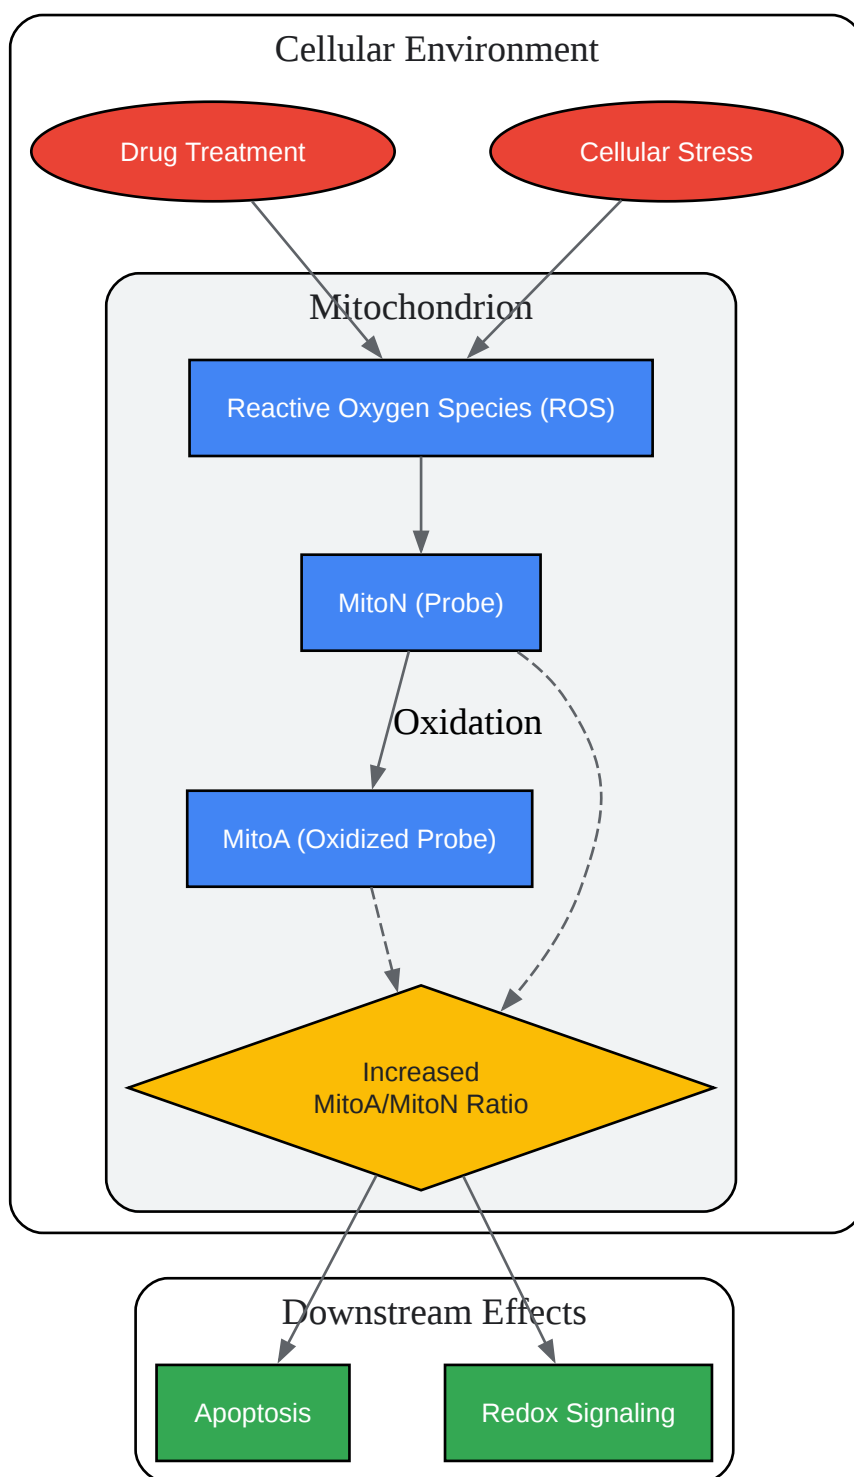 Cellular Environment
Drug Treatment
Cellular Stress
Mitochondrion
Reactive Oxygen Species (ROS)
MitoN (Probe)
Oxidation
MitoA (Oxidized Probe)
Increased
MitoA/MitoN Ratio
Downstream Effects
Apoptosis
Redox Signaling